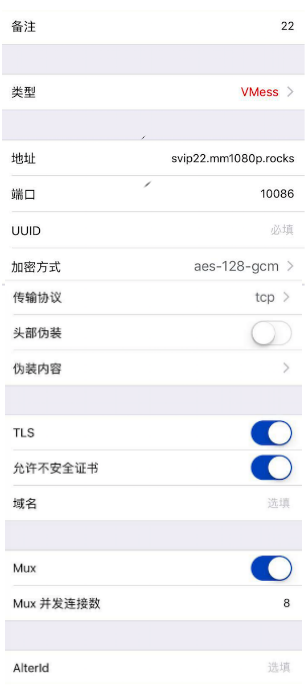 备注 22
类型 VMess
地址 svip22.mm1080p.rocks
端口 10086
UUID 必填
加密方式 aes-128-gcm
传输协议 tcp
头部伪装
伪装内容
TLS
允许不安全证书
域名 选填
Mux
Mux 并发连接数 8
AlterId 选填